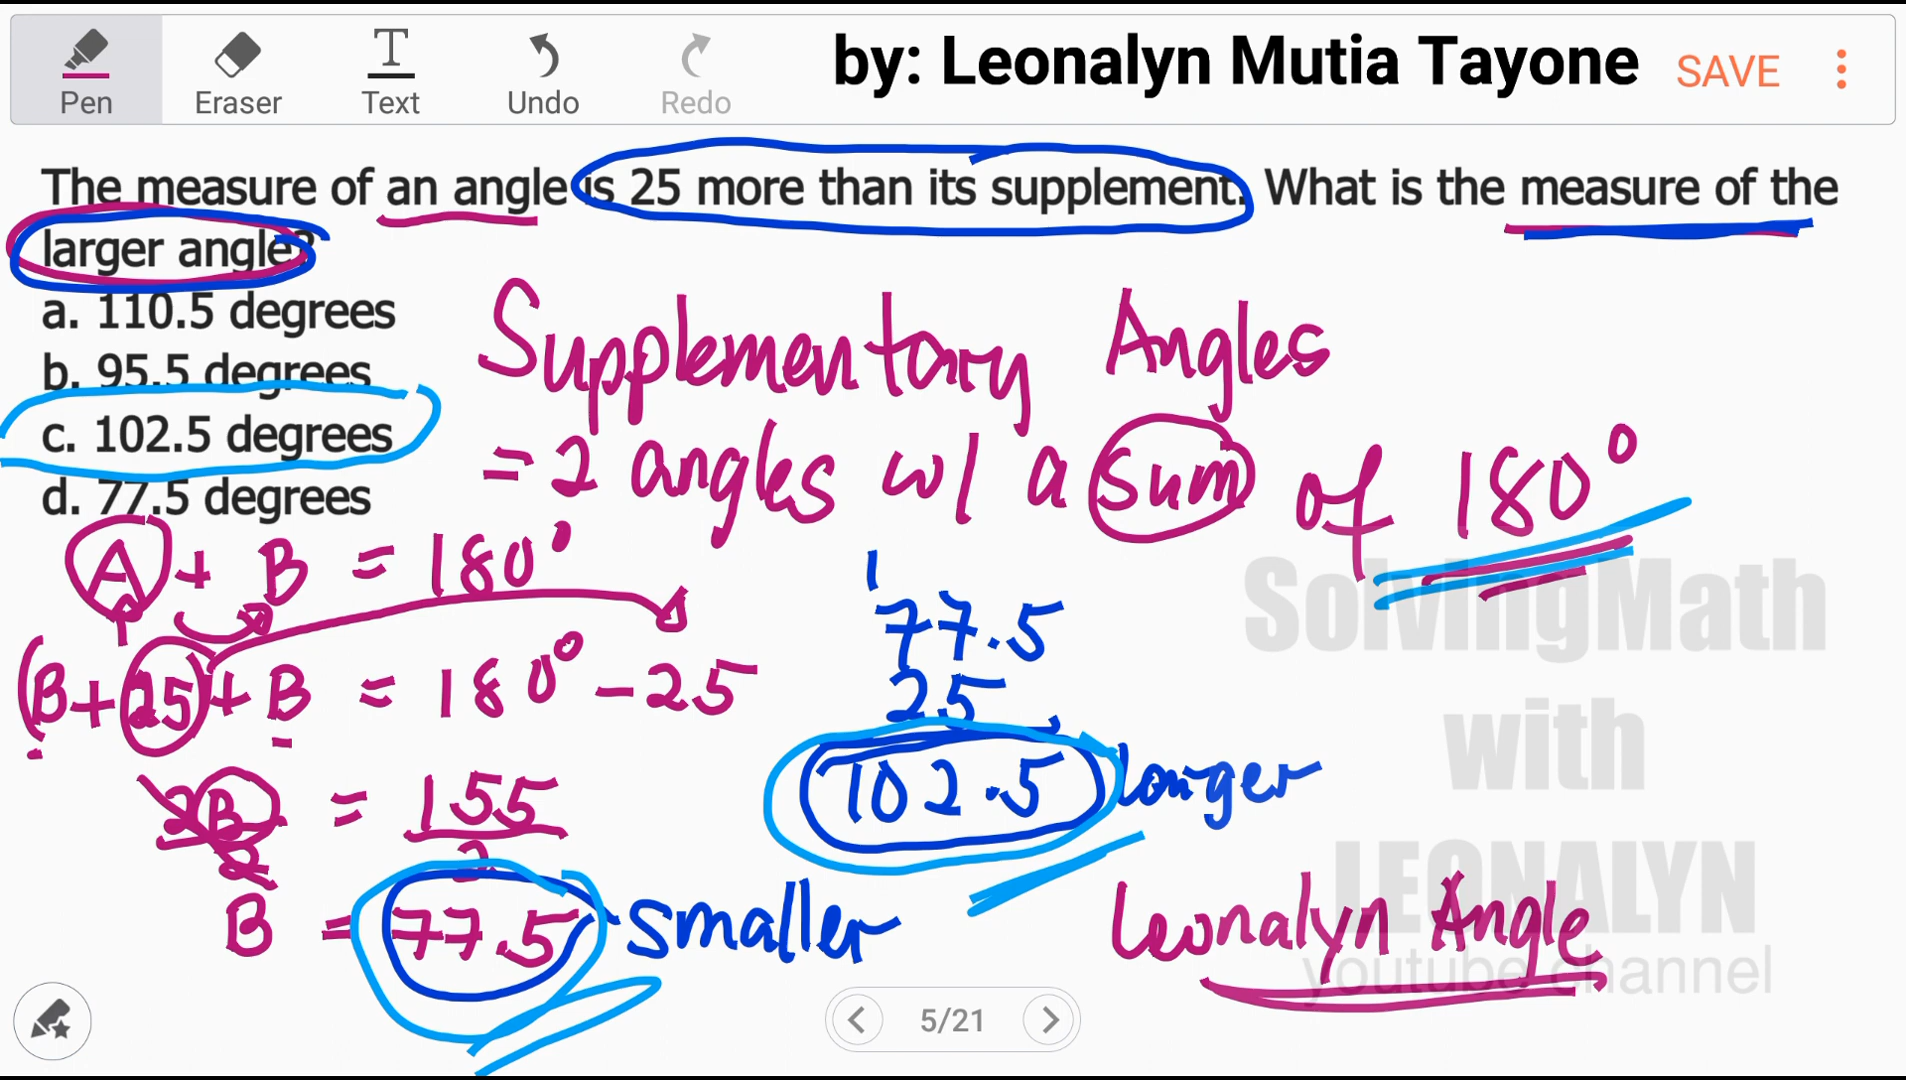 Pen Eraser Text Undo Redo by: Leonalyn Mutia Tayone SAVE
The measure of an angle is 25 more than its supplement. What is the measure of the
larger angle?
a. 110.5 degrees
b. 95.5 degrees
c. 102.5 degrees
d. 77.5 degrees
Supplementary Angles
= 2 angles w/ a sum of 180°
A + B = 180°
(B + 25) + B = 180° - 25
2B = 155
2 2
B = 77.5 smaller
1
77.5
25
102.5 larger
Leonalyn Angle
SolvingMath
with
LEONALYN
youtube channel
5/21